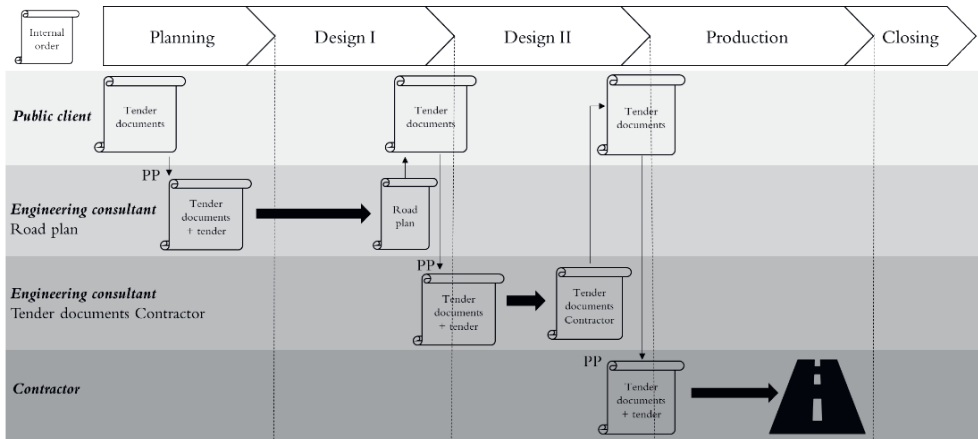 Internal
order
Planning
Design I
Design II
Production
Closing
Public client
Tender
documents
Tender
documents
Tender
documents
PP
Engineering consultant
Road plan
Tender
documents
+ tender
Road
plan
PP
Engineering consultant
Tender documents Contractor
Tender
documents
+ tender
Tender
documents
Contractor
PP
Contractor
Tender
documents
+ tender